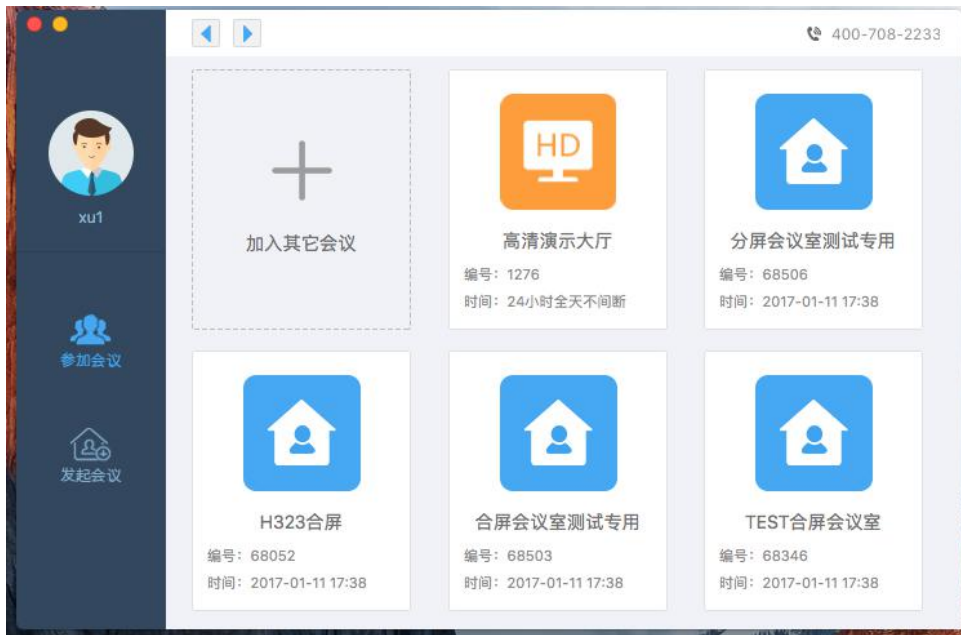 400-708-2233
xu1
参加会议
发起会议
加入其它会议
HD
高清演示大厅
编号：1276
时间：24小时全天不间断
分屏会议室测试专用
编号：68506
时间：2017-01-11 17:38
H323合屏
编号：68052
时间：2017-01-11 17:38
合屏会议室测试专用
编号：68503
时间：2017-01-11 17:38
TEST合屏会议室
编号：68346
时间：2017-01-11 17:38